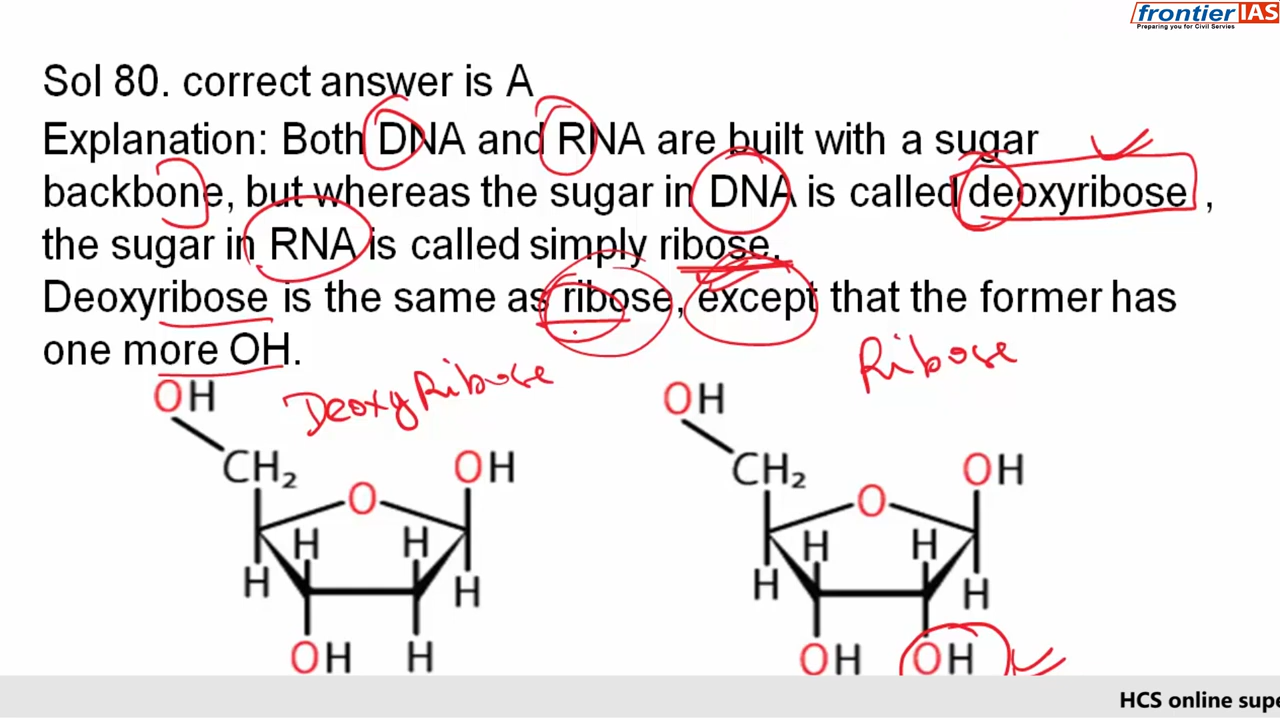 frontier IAS
Preparing you for Civil Servies
Sol 80. correct answer is A
Explanation: Both DNA and RNA are built with a sugar
backbone, but whereas the sugar in DNA is called deoxyribose ,
the sugar in RNA is called simply ribose.
Deoxyribose is the same as ribose, except that the former has
one more OH.
DeoxyRibose
Ribose
OH
CH₂
O
OH
H
H
H
H
OH
H
OH
CH₂
O
OH
H
H
H
H
OH
OH
HCS online supe